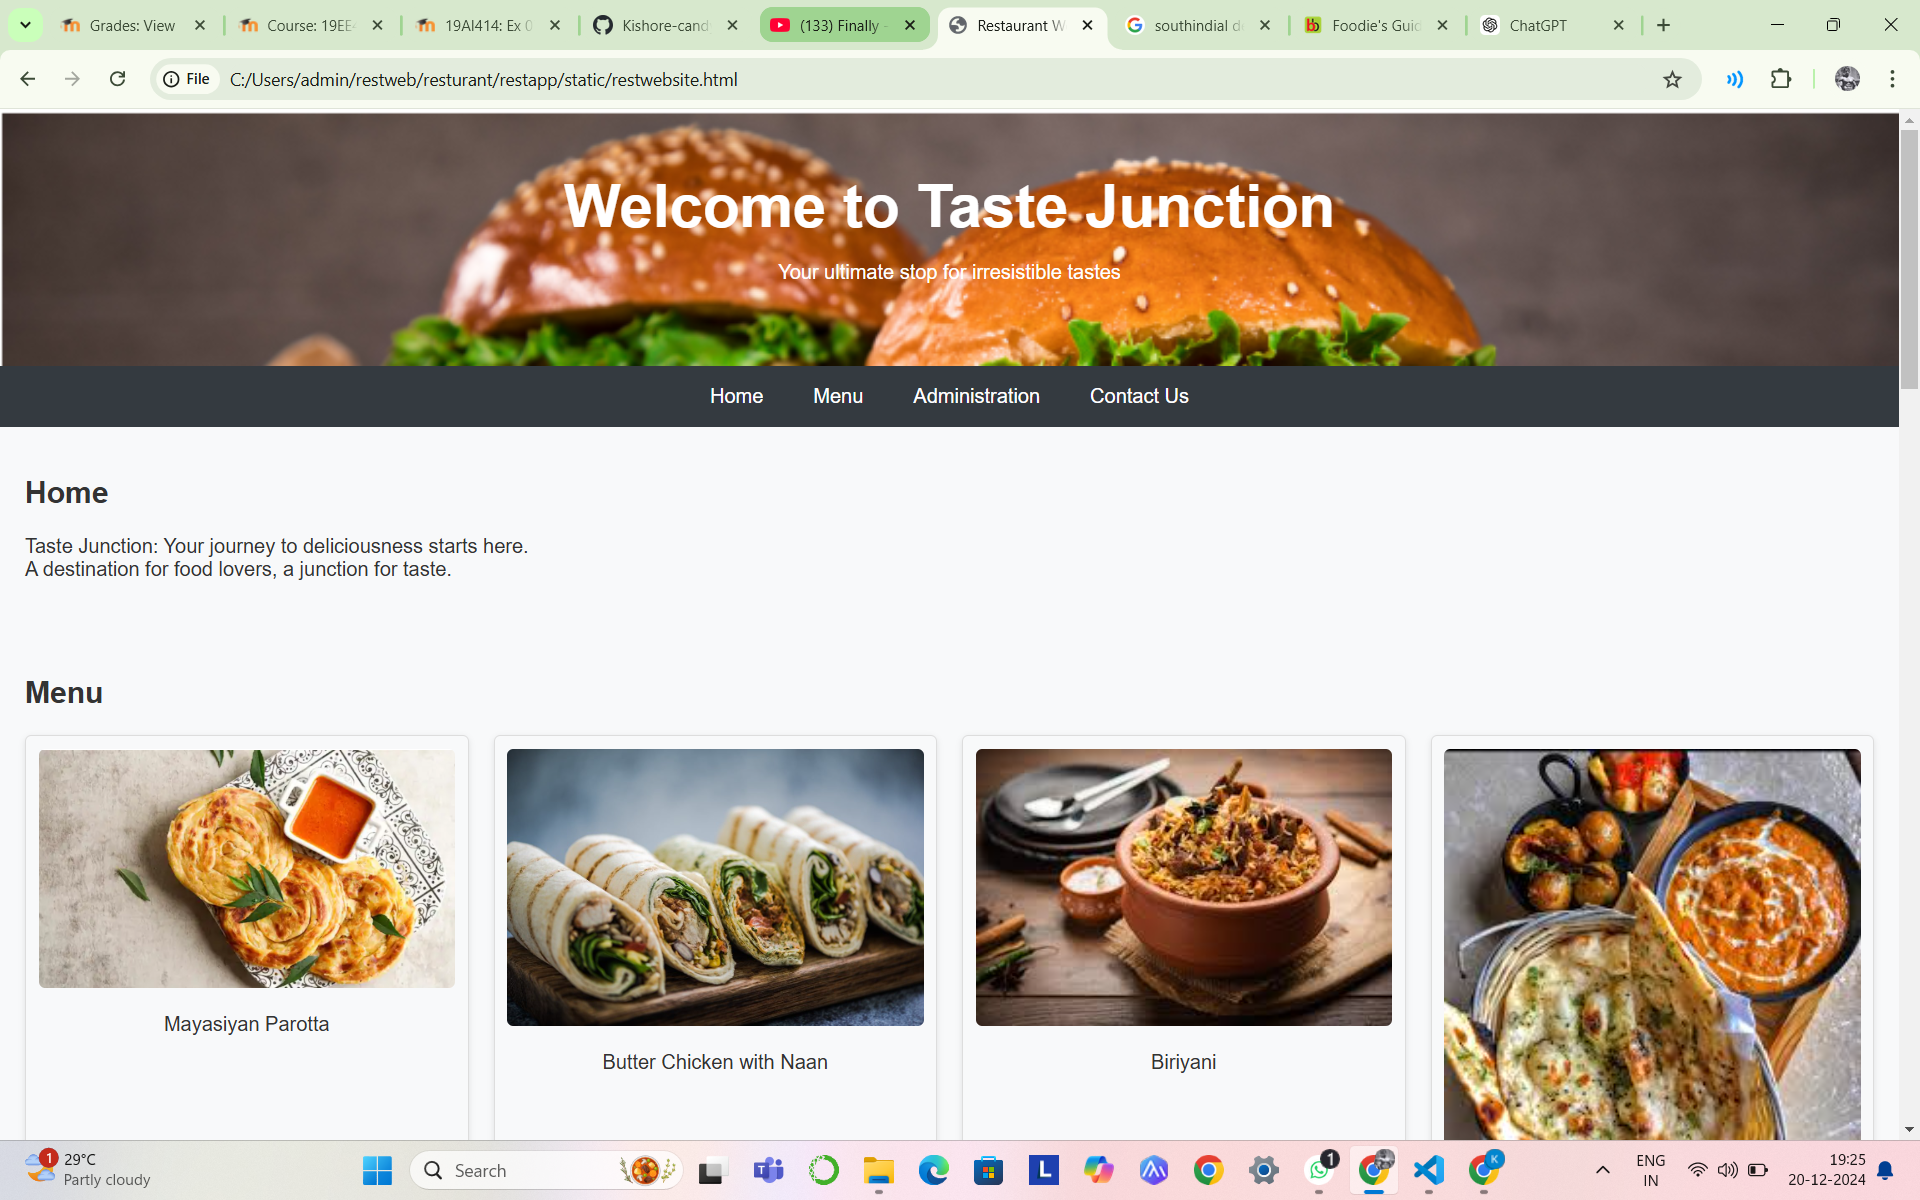 Grades: View
Course: 19EE
19AI414: Ex 0
Kishore-cand
(133) Finally -
Restaurant W
southindial d
Foodie's Guid
ChatGPT
File
C:/Users/admin/restweb/resturant/restapp/static/restwebsite.html
Welcome to Taste Junction
Your ultimate stop for irresistible tastes
Home
Menu
Administration
Contact Us
Home
Taste Junction: Your journey to deliciousness starts here.
A destination for food lovers, a junction for taste.
Menu
Mayasiyan Parotta
Butter Chicken with Naan
Biriyani
1
29°C
Partly cloudy
Search
L
1
K
ENG
IN
19:25
20-12-2024